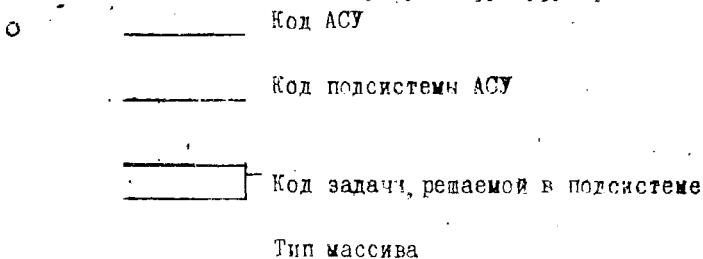 Код АСУ
Код подсистемы АСУ
Код задачи, решаемой в подсистеме
Тип массива